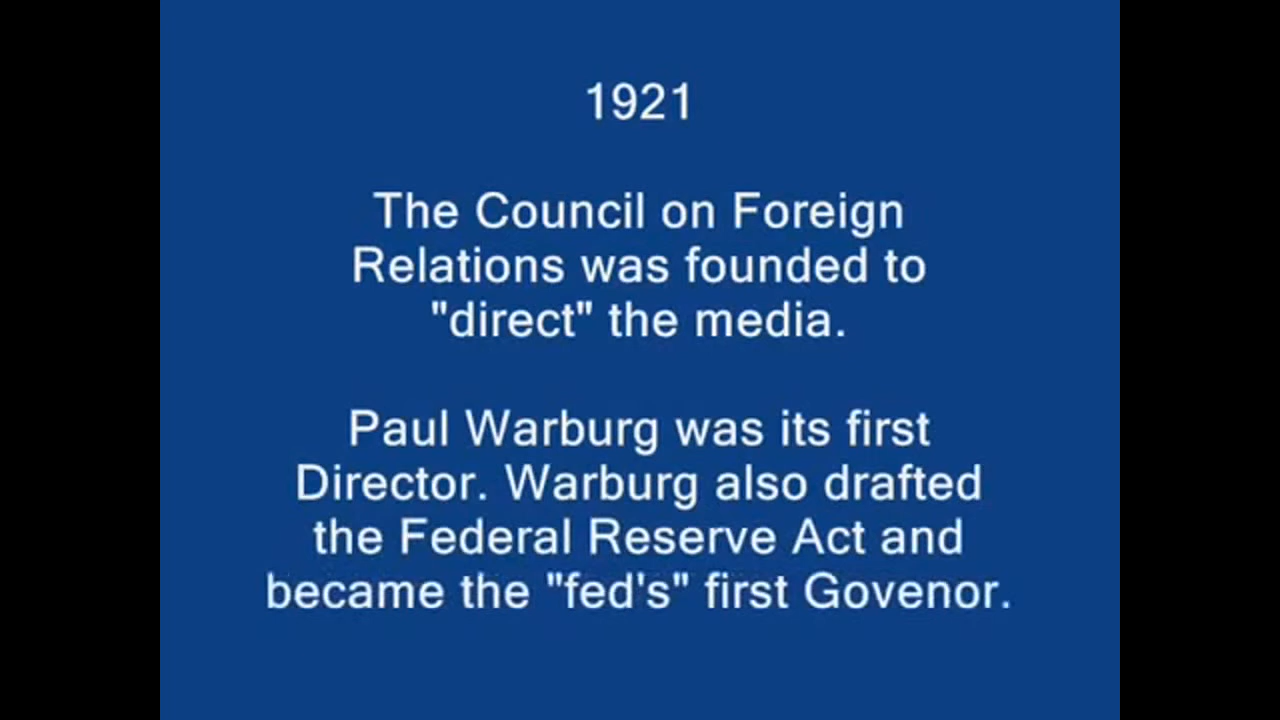 1921
The Council on Foreign
Relations was founded to
"direct" the media.
Paul Warburg was its first
Director. Warburg also drafted
the Federal Reserve Act and
became the "fed's" first Govenor.